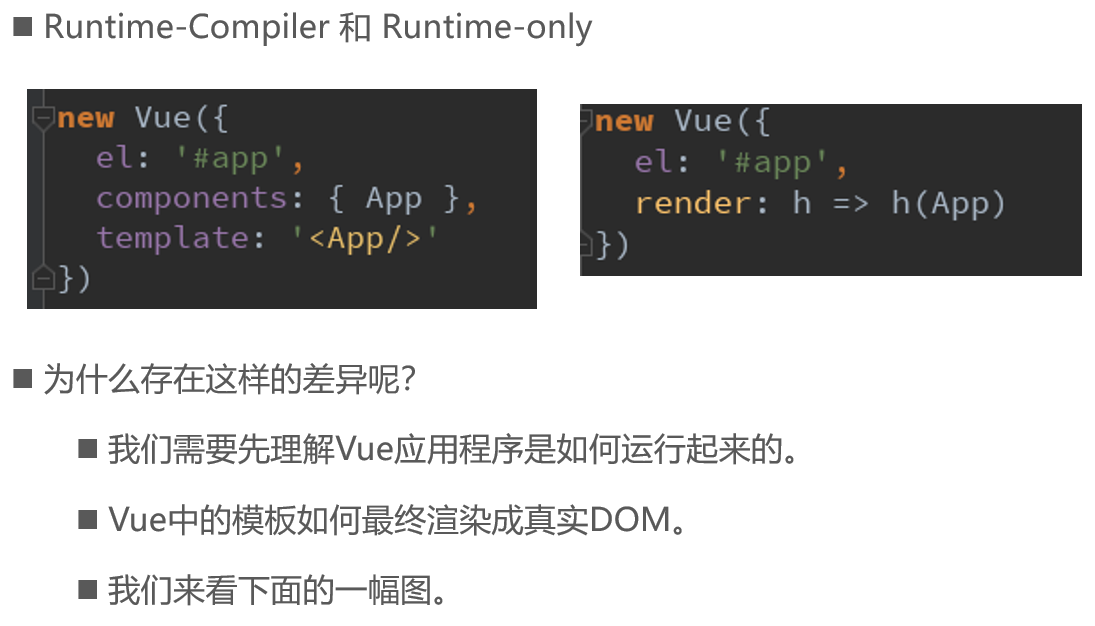 ■ Runtime-Compiler 和 Runtime-only
new Vue({
  el: '#app',
  components: { App },
  template: '<App/>'
})
new Vue({
  el: '#app',
  render: h => h(App)
})
■ 为什么存在这样的差异呢？
■ 我们需要先理解Vue应用程序是如何运行起来的。
■ Vue中的模板如何最终渲染成真实DOM。
■ 我们来看下面的一幅图。